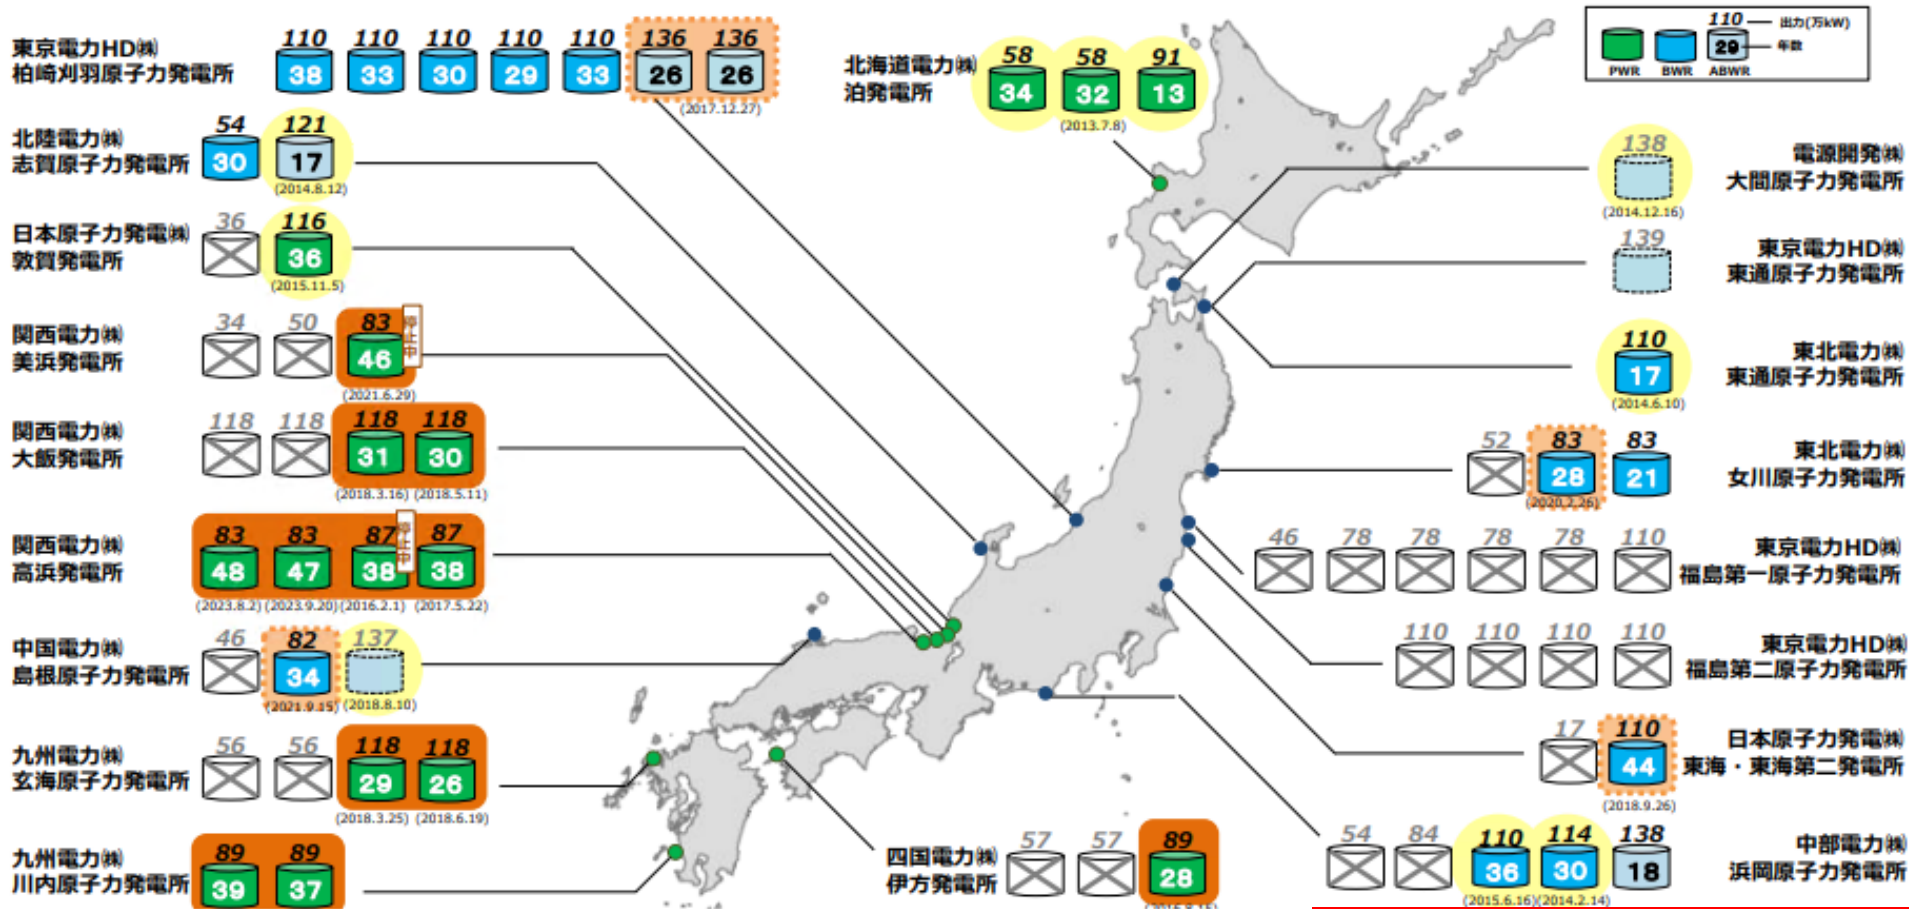 東京電力HD㈱
柏崎刈羽原子力発電所
110 110 110 110 110 136 136
38 33 30 29 33 26 26
(2017.12.27)
北陸電力㈱
志賀原子力発電所
54 121
30 17
(2014.8.12)
日本原子力発電㈱
敦賀発電所
36 116
36
(2015.11.5)
関西電力㈱
美浜発電所
34 50 83
46
停止中
(2021.6.29)
関西電力㈱
大飯発電所
118 118 118 118
31 30
(2018.3.16) (2018.5.11)
関西電力㈱
高浜発電所
83 83 87 87
48 47 38 38
停止中
(2023.8.2) (2023.9.20) (2016.2.1) (2017.5.22)
中国電力㈱
島根原子力発電所
46 82 137
34
(2021.9.15) (2018.8.10)
九州電力㈱
玄海原子力発電所
56 56 118 118
29 26
(2018.3.25) (2018.6.19)
九州電力㈱
川内原子力発電所
89 89
39 37
北海道電力㈱
泊発電所
58 58 91
34 32 13
(2013.7.8)
四国電力㈱
伊方発電所
57 57 89
28
110 出力(万kW)
29 年数
PWR BWR ABWR
138
電源開発㈱
大間原子力発電所
(2014.12.16)
139
東京電力HD㈱
東通原子力発電所
110
17
東北電力㈱
東通原子力発電所
(2014.6.10)
52 83 83
28 21
東北電力㈱
女川原子力発電所
(2020.2.26)
46 78 78 78 78 110
東京電力HD㈱
福島第一原子力発電所
110 110 110 110
東京電力HD㈱
福島第二原子力発電所
17 110
44
日本原子力発電㈱
東海・東海第二発電所
(2018.9.26)
54 84 110 114 138
36 30 18
中部電力㈱
浜岡原子力発電所
(2015.6.16) (2014.2.14)